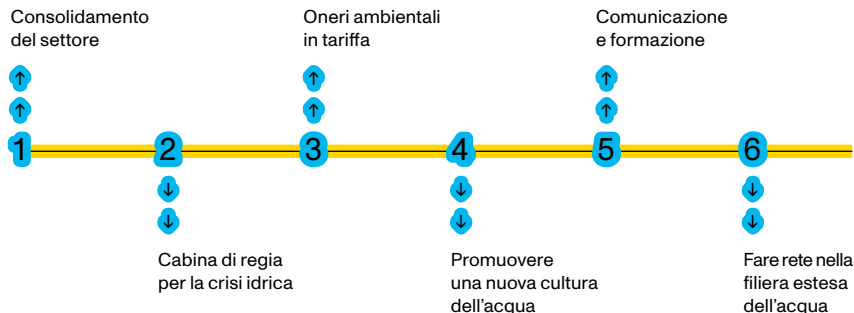 Consolidamento
del settore
Oneri ambientali
in tariffa
Comunicazione
e formazione
1
2
3
4
5
6
Cabina di regia
per la crisi idrica
Promuovere
una nuova cultura
dell'acqua
Fare rete nella
filiera estesa
dell'acqua